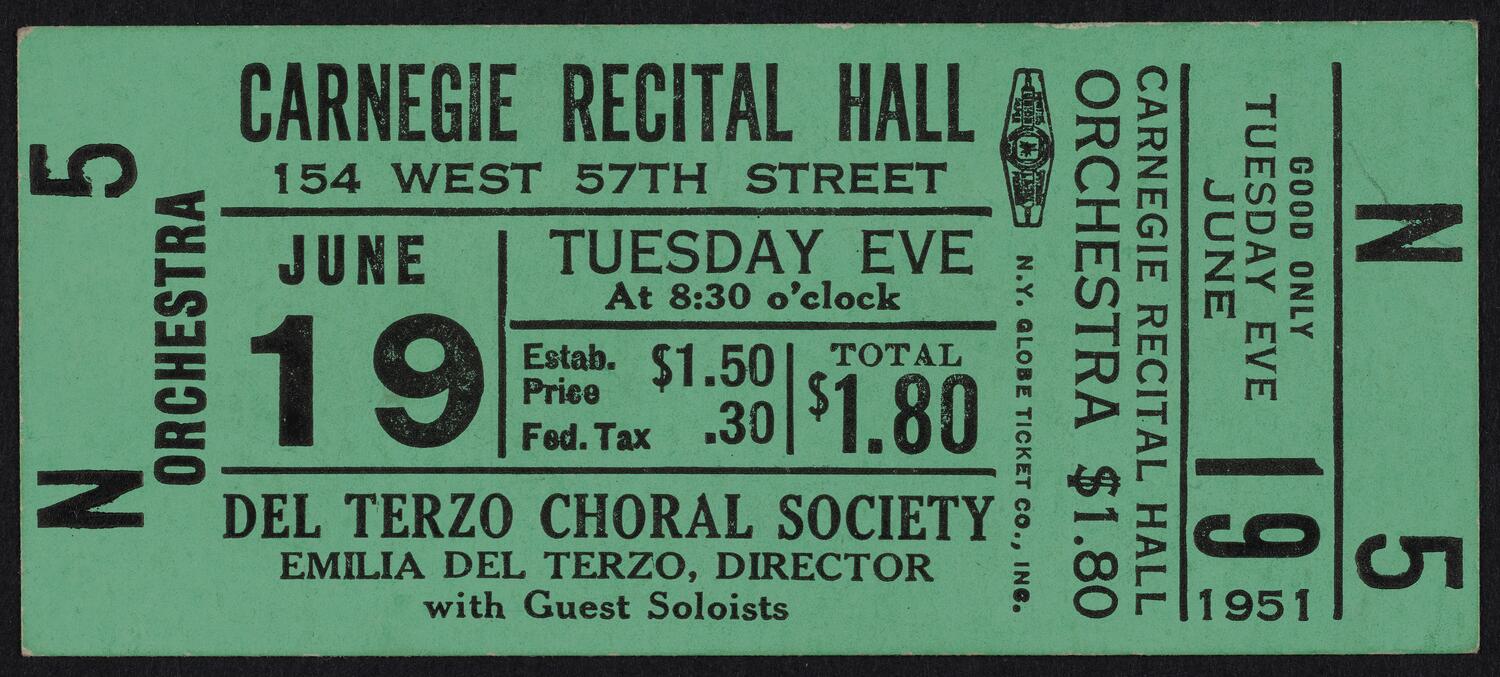 N 5
ORCHESTRA
CARNEGIE RECITAL HALL
154 WEST 57TH STREET
JUNE
19
TUESDAY EVE
At 8:30 o'clock
Estab. Price $1.50
Fed. Tax .30
TOTAL
$1.80
DEL TERZO CHORAL SOCIETY
EMILIA DEL TERZO, DIRECTOR
with Guest Soloists
N.Y. GLOBE TICKET CO., INC.
ORCHESTRA $1.80
CARNEGIE RECITAL HALL
GOOD ONLY
TUESDAY EVE
JUNE
19
1951
N 5